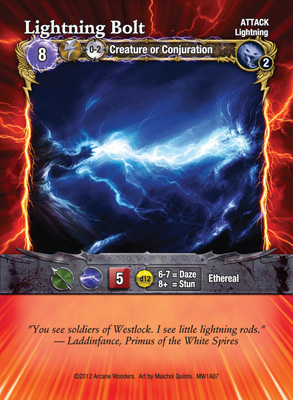 Lightning Bolt
ATTACK
Lightning
8
0-2
Creature or Conjuration
2
5
d12
6-7 = Daze
8+ = Stun
Ethereal
"You see soldiers of Westlock. I see little lightning rods."
— Laddinfance, Primus of the White Spires
©2012 Arcane Wonders. Art by Maichol Quinto. MW1A07